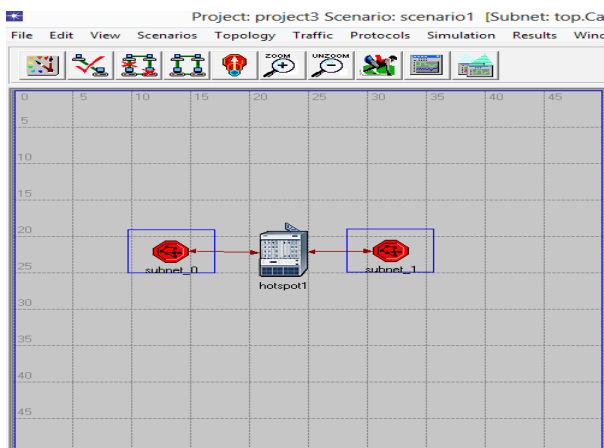 Project: project3 Scenario: scenario1 [Subnet: top.Ca
File Edit View Scenarios Topology Traffic Protocols Simulation Results Wind
ZOOM UNZOOM
0 5 10 15 20 25 30 35 40 45
5
10
15
20
25
subnet_0 subnet_1
hotspot1
30
35
40
45